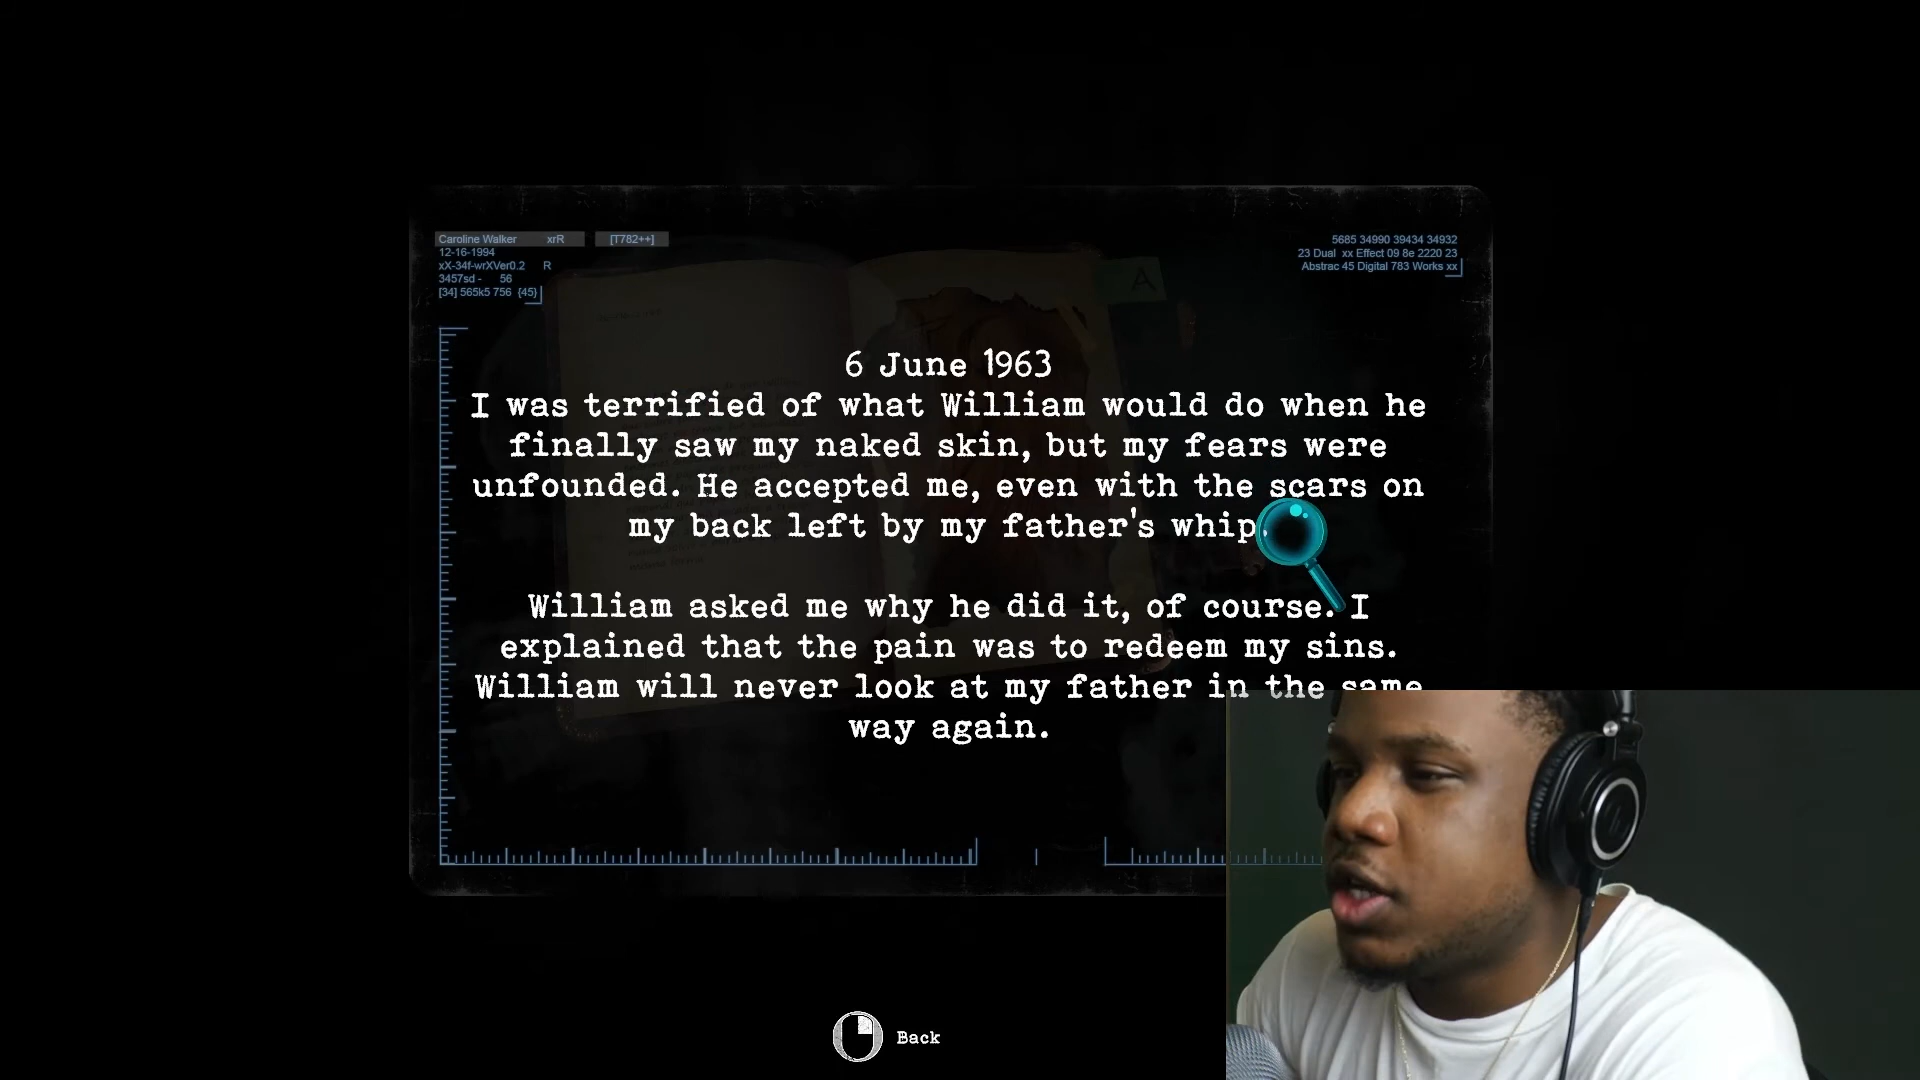 Caroline Walker xrR [T782++]
12-16-1994
xX-34f-wrXVer0.2 R
3457sd - 56
[34] 565k5 756 {45}
5685 34990 39434 34932
23 Dual xx Effect 09 8e 2220 23
Abstrac 45 Digital 783 Works xx
A
6 June 1963
I was terrified of what William would do when he
finally saw my naked skin, but my fears were
unfounded. He accepted me, even with the scars on
my back left by my father's whip.
William asked me why he did it, of course. I
explained that the pain was to redeem my sins.
William will never look at my father in the same
way again.
Back